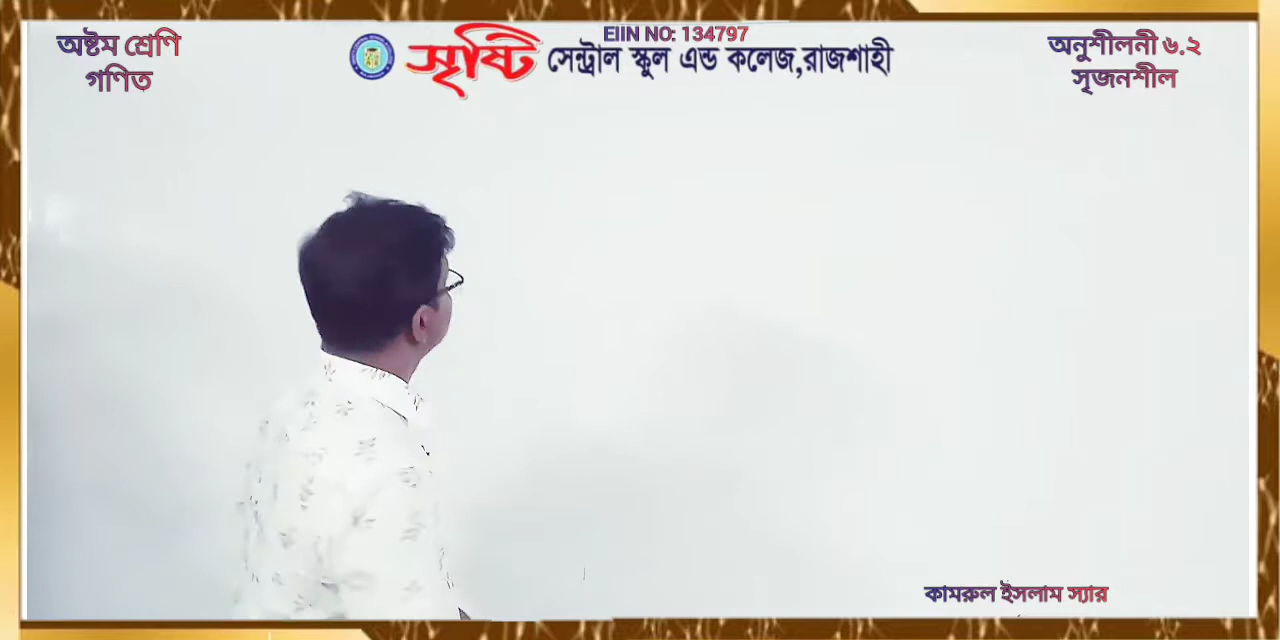 অষ্টম শ্রেণি
গণিত
EIIN NO: 134797
সৃষ্টি সেন্ট্রাল স্কুল এন্ড কলেজ,রাজশাহী
অনুশীলনী ৬.২
সৃজনশীল
কামরুল ইসলাম স্যার